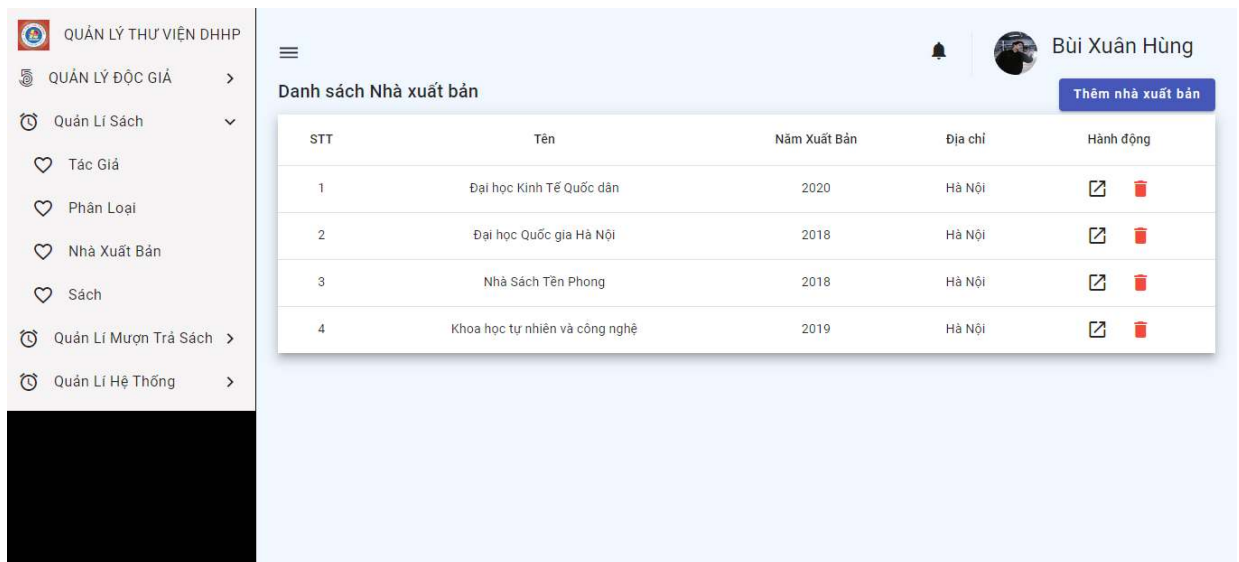 QUẢN LÝ THƯ VIỆN DHHP
QUẢN LÝ ĐỘC GIẢ
Quản Lí Sách
Tác Giả
Phân Loại
Nhà Xuất Bản
Sách
Quản Lí Mượn Trả Sách
Quản Lí Hệ Thống
Bùi Xuân Hùng
Danh sách Nhà xuất bản
Thêm nhà xuất bản
STT Tên Năm Xuất Bản Địa chỉ Hành động
1 Đại học Kinh Tế Quốc dân 2020 Hà Nội
2 Đại học Quốc gia Hà Nội 2018 Hà Nội
3 Nhà Sách Tền Phong 2018 Hà Nội
4 Khoa học tự nhiên và công nghệ 2019 Hà Nội